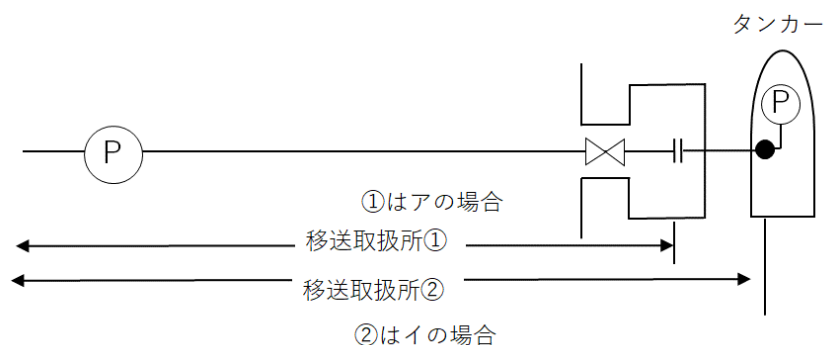 タンカー
P
P
①はアの場合
移送取扱所①
移送取扱所②
②はイの場合